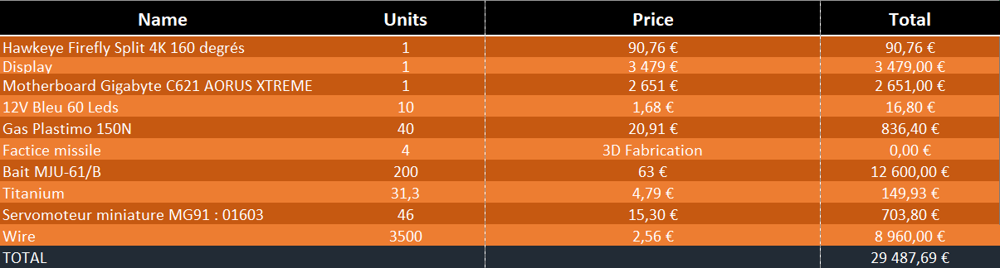 Name Units Price Total
Hawkeye Firefly Split 4K 160 degrés 1 90,76 € 90,76 €
Display 1 3 479 € 3 479,00 €
Motherboard Gigabyte C621 AORUS XTREME 1 2 651 € 2 651,00 €
12V Bleu 60 Leds 10 1,68 € 16,80 €
Gas Plastimo 150N 40 20,91 € 836,40 €
Factice missile 4 3D Fabrication 0,00 €
Bait MJU-61/B 200 63 € 12 600,00 €
Titanium 31,3 4,79 € 149,93 €
Servomoteur miniature MG91 : 01603 46 15,30 € 703,80 €
Wire 3500 2,56 € 8 960,00 €
TOTAL 29 487,69 €